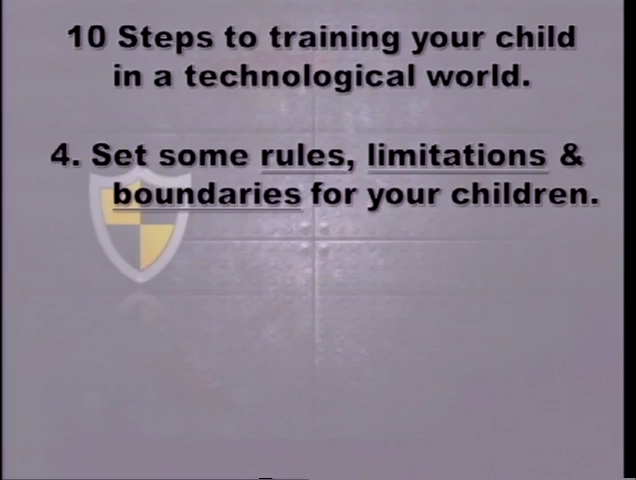 10 Steps to training your child
in a technological world.
4. Set some rules, limitations &
boundaries for your children.